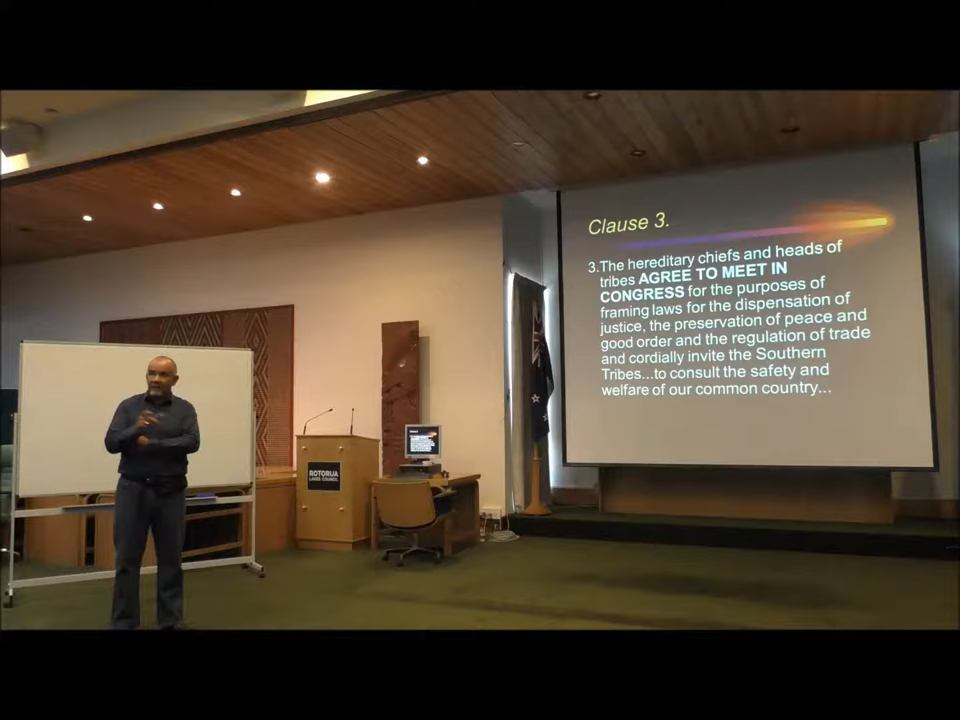 Clause 3.
3.The hereditary chiefs and heads of
tribes AGREE TO MEET IN
CONGRESS for the purposes of
framing laws for the dispensation of
justice, the preservation of peace and
good order and the regulation of trade
and cordially invite the Southern
Tribes...to consult the safety and
welfare of our common country...
ROTORUA
LAKES COUNCIL